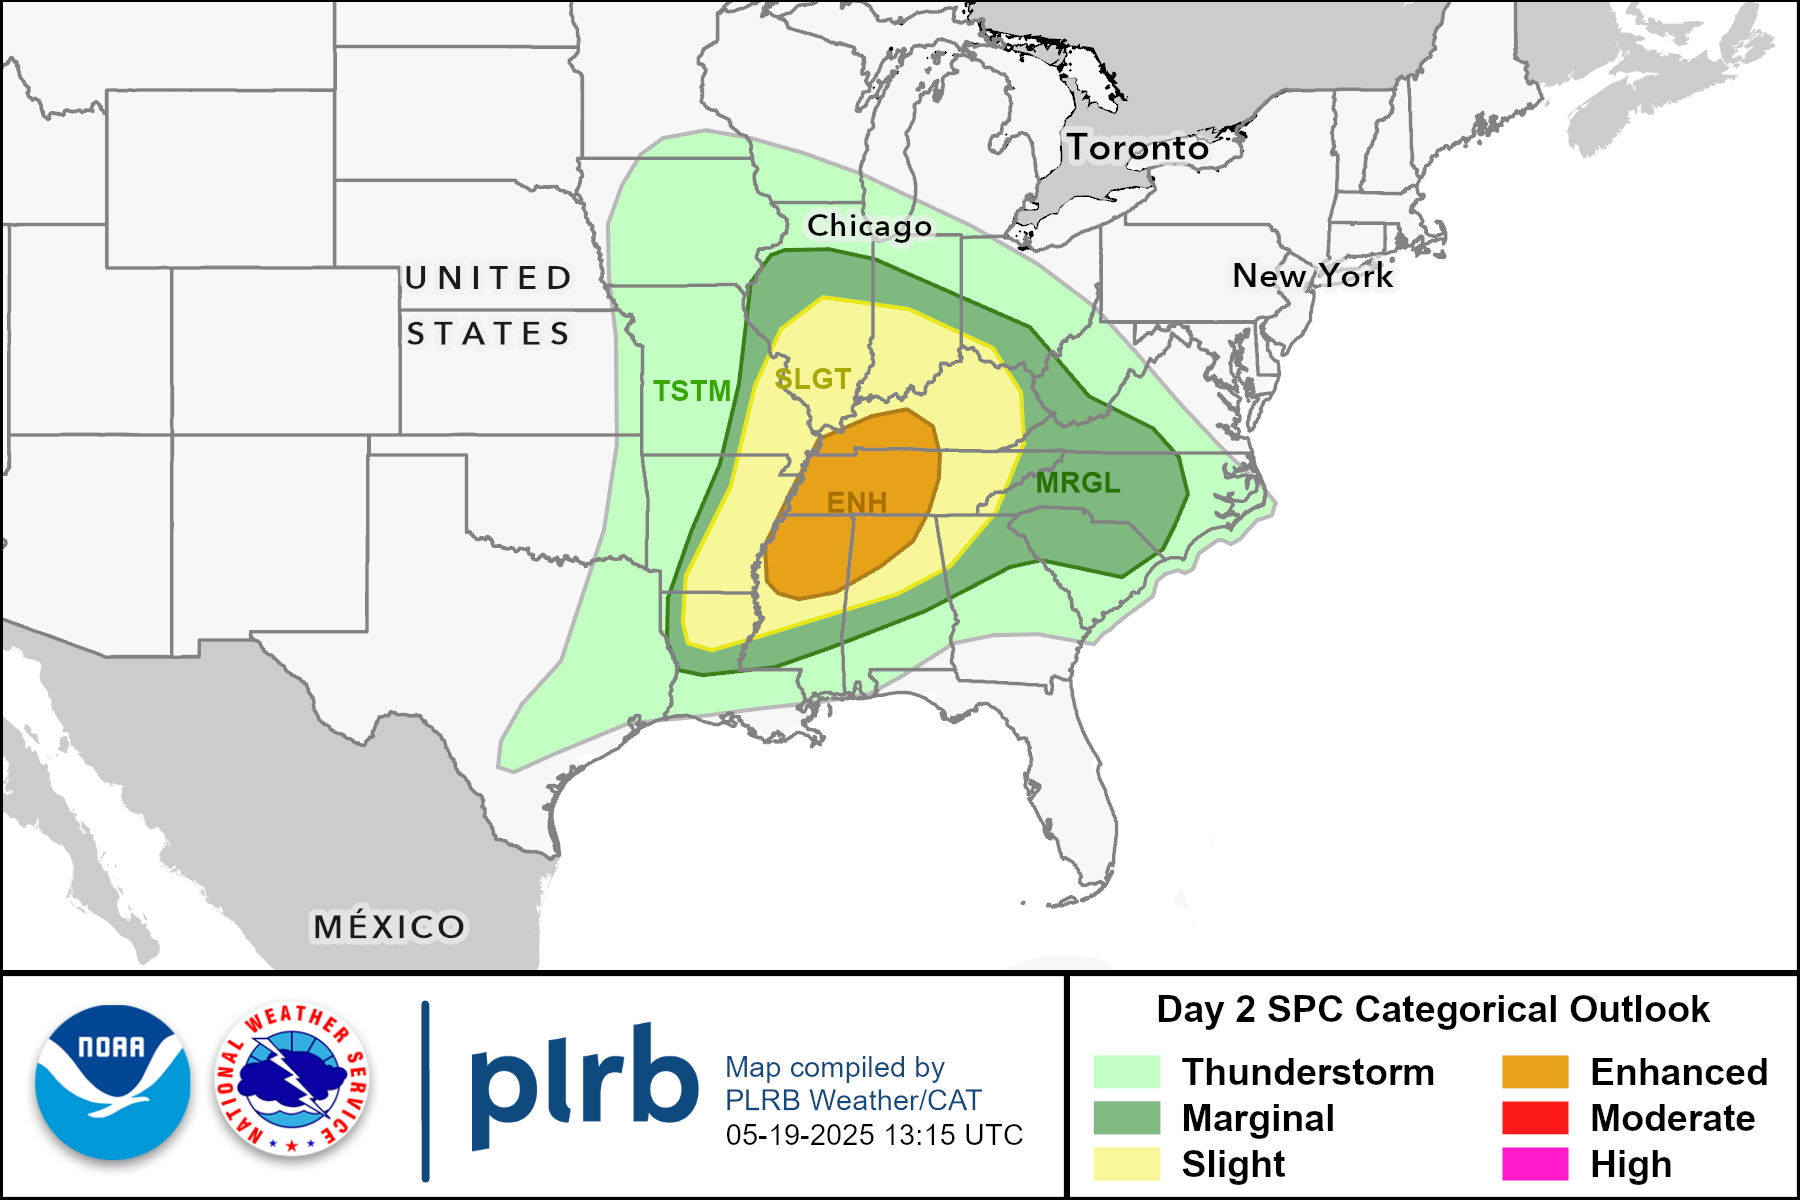 Toronto
Chicago
New York
UNITED
STATES
TSTM
SLGT
MRGL
ENH
MÉXICO
NOAA
NATIONAL WEATHER SERVICE
plrb
Map compiled by
PLRB Weather/CAT
05-19-2025 13:15 UTC
Day 2 SPC Categorical Outlook
Thunderstorm
Marginal
Slight
Enhanced
Moderate
High